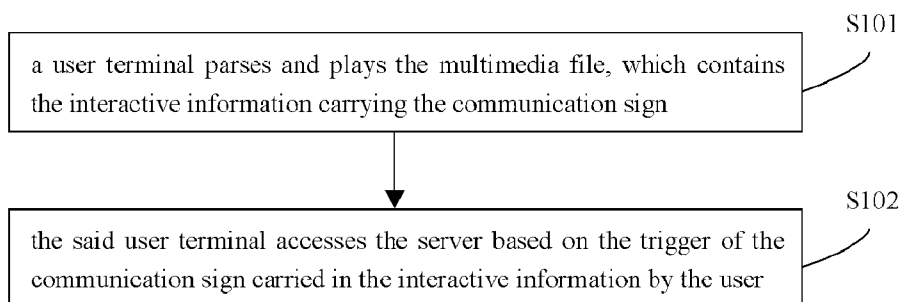 S101
a user terminal parses and plays the multimedia file, which contains
the interactive information carrying the communication sign
S102
the said user terminal accesses the server based on the trigger of the
communication sign carried in the interactive information by the user